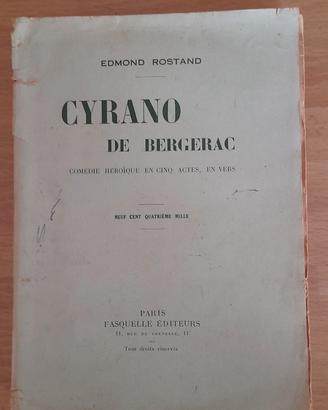 EDMOND ROSTAND
CYRANO
DE BERGERAC
COMÉDIE HÉROÏQUE EN CINQ ACTES, EN VERS
NEUF CENT QUATRIÈME MILLE
PARIS
FASQUELLE ÉDITEURS
11, RUE DE GRENELLE, 11
Tous droits réservés